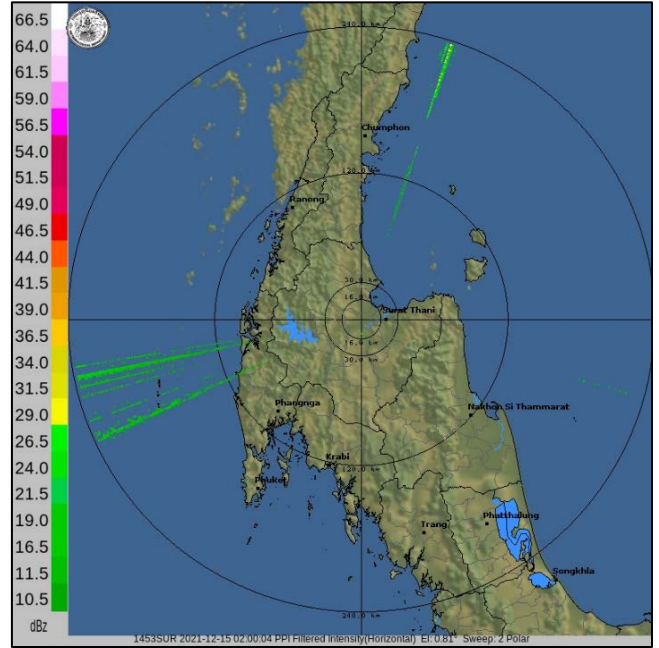 66.5
64.0
61.5
59.0
56.5
54.0
51.5
49.0
46.5
44.0
41.5
39.0
36.5
34.0
31.5
29.0
26.5
24.0
21.5
19.0
16.5
11.5
10.5
dBz
240.0 km
Chumphon
120.0 km
Ranong
30.0 km
16.0 km
Surat Thani
16.0 km
30.0 km
Phangnga
Nakhon Si Thammarat
Krabi
120.0 km
Phuket
Phatthalung
Trang
Songkhla
240.0 km
1453SUR 2021-12-15 02:00:04 PPI Filtered Intensity(Horizontal) El: 0.81° Sweep: 2 Polar